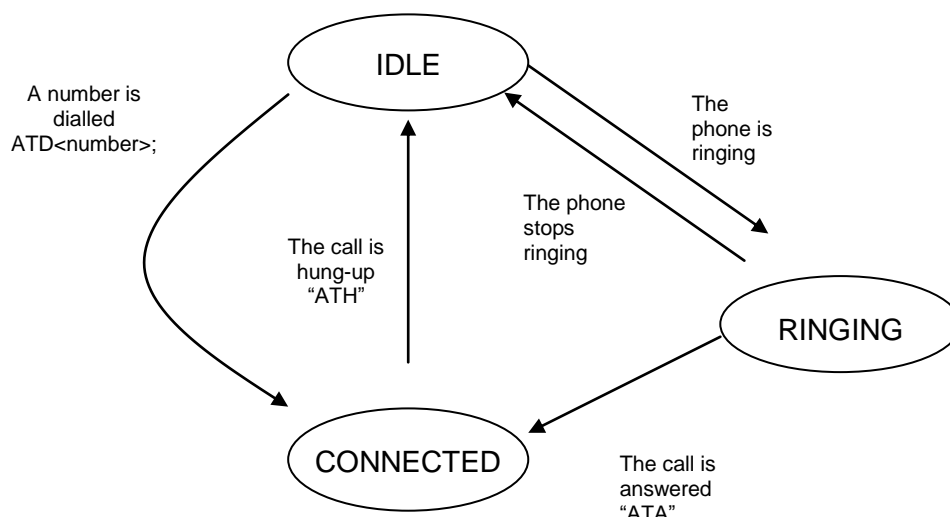 IDLE
A number is
dialled
ATD<number>;
The
phone is
ringing
The phone
stops
ringing
The call is
hung-up
“ATH”
RINGING
CONNECTED
The call is
answered
“ATA”